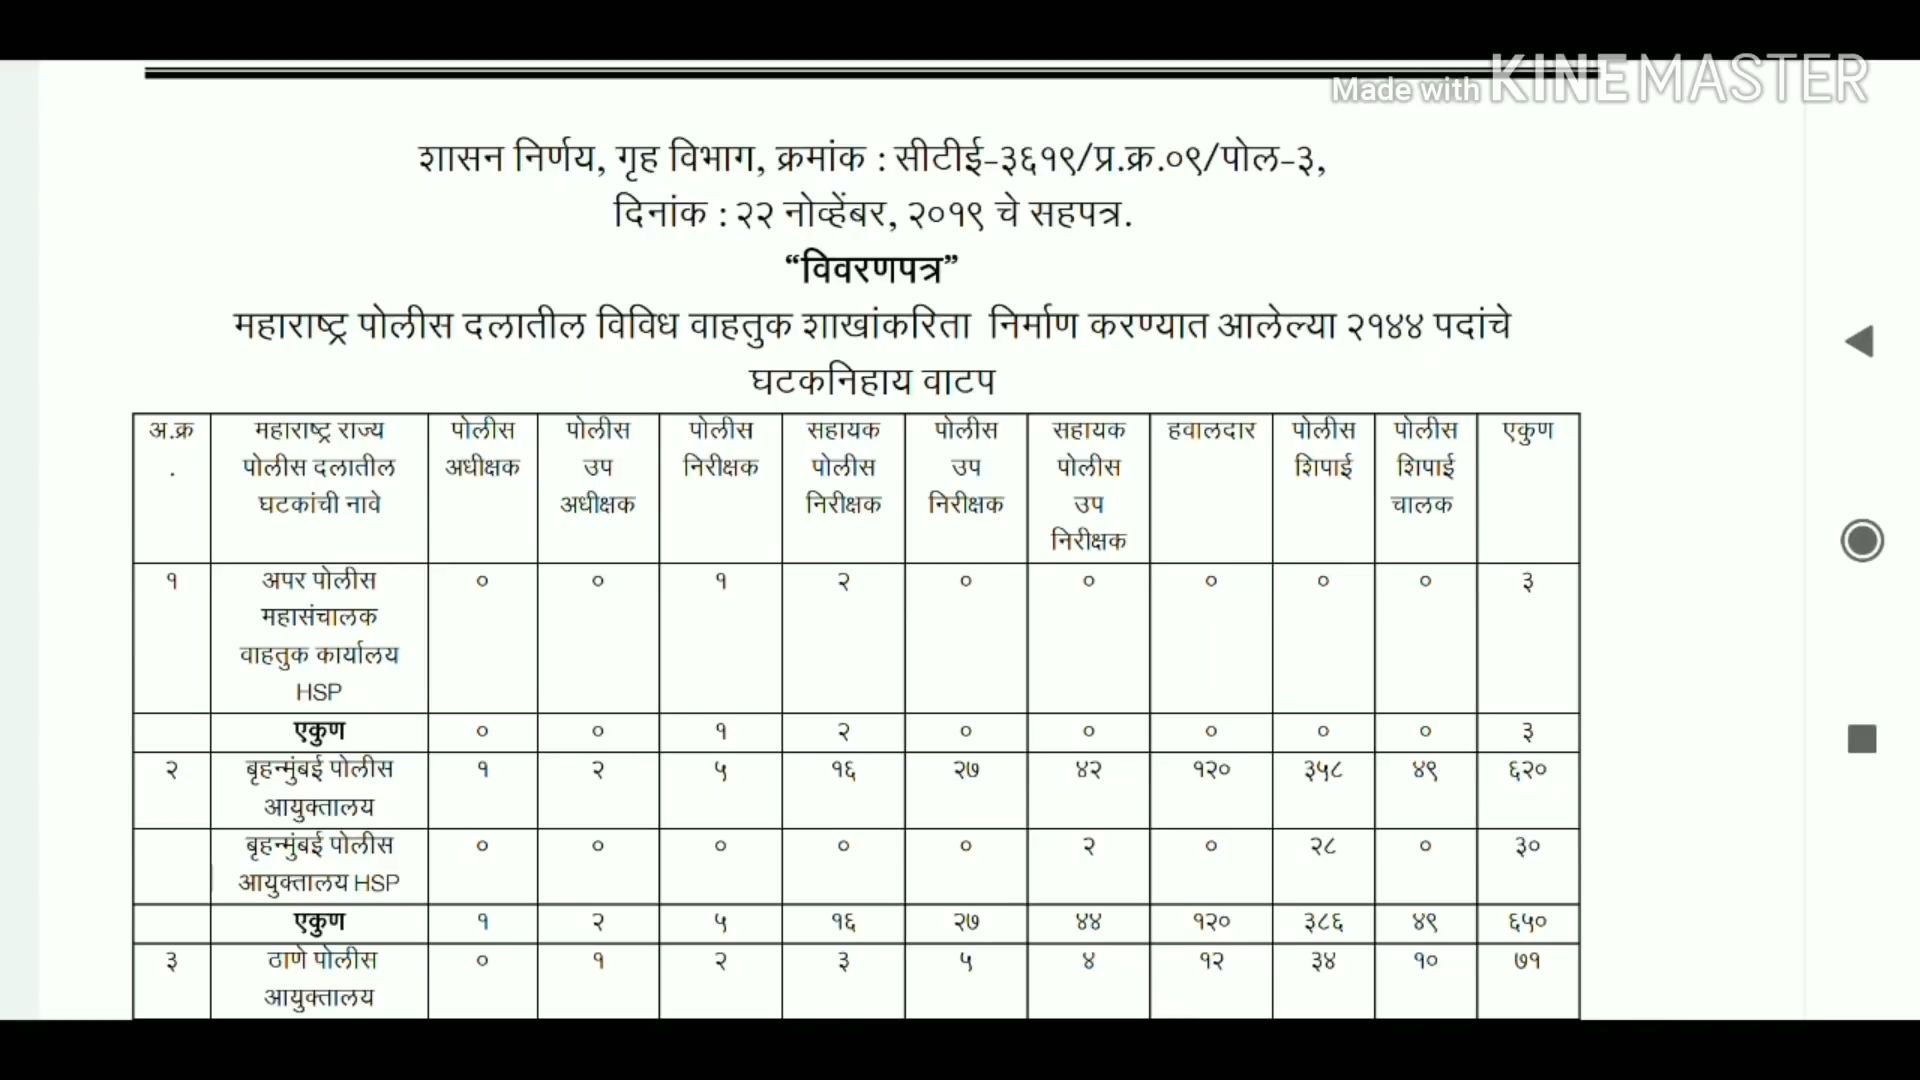 Made with KINEMASTER
शासन निर्णय, गृह विभाग, क्रमांक : सीटीई-३६१९/प्र.क्र.०९/पोल-३,
दिनांक : २२ नोव्हेंबर, २०१९ चे सहपत्र.
“विवरणपत्र”
महाराष्ट्र पोलीस दलातील विविध वाहतुक शाखांकरिता निर्माण करण्यात आलेल्या २१४४ पदांचे
घटकनिहाय वाटप
अ.क्र. महाराष्ट्र राज्य पोलीस दलातील घटकांची नावे पोलीस अधीक्षक पोलीस उप अधीक्षक पोलीस निरीक्षक सहायक पोलीस निरीक्षक पोलीस उप निरीक्षक सहायक पोलीस उप निरीक्षक हवालदार पोलीस शिपाई पोलीस शिपाई चालक एकुण
१ अपर पोलीस महासंचालक वाहतुक कार्यालय HSP ० ० १ २ ० ० ० ० ० ३
एकुण ० ० १ २ ० ० ० ० ० ३
२ बृहन्मुंबई पोलीस आयुक्तालय १ २ ५ १६ २७ ४२ १२० ३५८ ४९ ६२०
बृहन्मुंबई पोलीस आयुक्तालय HSP ० ० ० ० ० २ ० २८ ० ३०
एकुण १ २ ५ १६ २७ ४४ १२० ३८६ ४९ ६५०
३ ठाणे पोलीस आयुक्तालय ० १ २ ३ ५ ४ १२ ३४ १० ७१